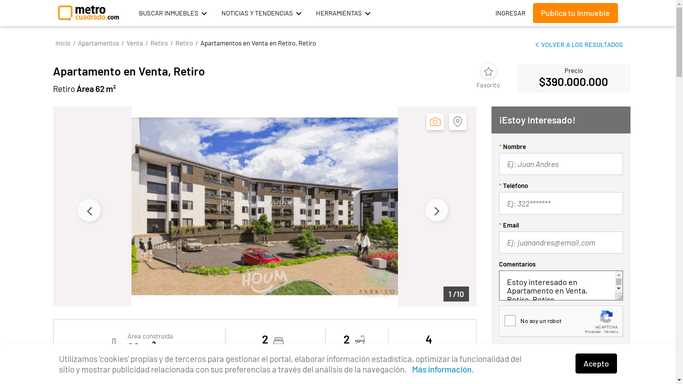 metro
cuadrado.com
BUSCAR INMUEBLES
NOTICIAS Y TENDENCIAS
HERRAMIENTAS
INGRESAR
Publica tu Inmueble
Inicio / Apartamentos / Venta / Retiro / Retiro / Apartamentos en Venta en Retiro, Retiro
VOLVER A LOS RESULTADOS
Apartamento en Venta, Retiro
Retiro Área 62 m²
Favorito
Precio
$390.000.000
HOUM
1 / 10
¡Estoy Interesado!
* Nombre
Ej: Juan Andres
* Teléfono
Ej: 322*******
* Email
Ej: juanandres@email.com
Comentarios
Estoy interesado en
Apartamento en Venta,
Retiro, Retiro
No soy un robot
reCAPTCHA
Privacidad - Términos
Área construida
2
2
4
Utilizamos 'cookies' propias y de terceros para gestionar el portal, elaborar información estadística, optimizar la funcionalidad del
sitio y mostrar publicidad relacionada con sus preferencias a través del análisis de la navegación. Más información.
Acepto